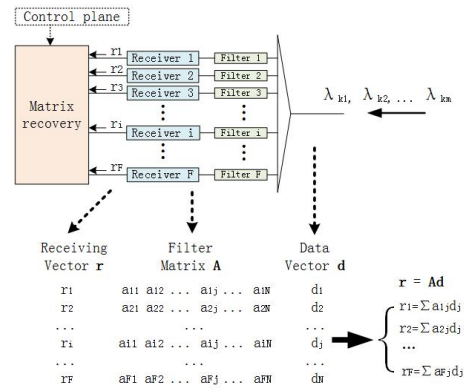 Control plane
Matrix recovery
r1 Receiver 1 Filter 1
r2 Receiver 2 Filter 2
r3 Receiver 3 Filter 3
ri Receiver i Filter i
rF Receiver F Filter F
λk1, λk2, ... λkm
Receiving Vector r
Filter Matrix A
Data Vector d
r1 a11 a12 ... a1j ... a1N d1
r2 a21 a22 ... a2j ... a2N d2
... ... ...
ri ai1 ai2 ... aij ... aiN dj
... ... ...
rF aF1 aF2 ... aFj ... aFN dN
r = Ad
r1=∑a1jdj
r2=∑a2jdj
...
rF=∑aFjdj